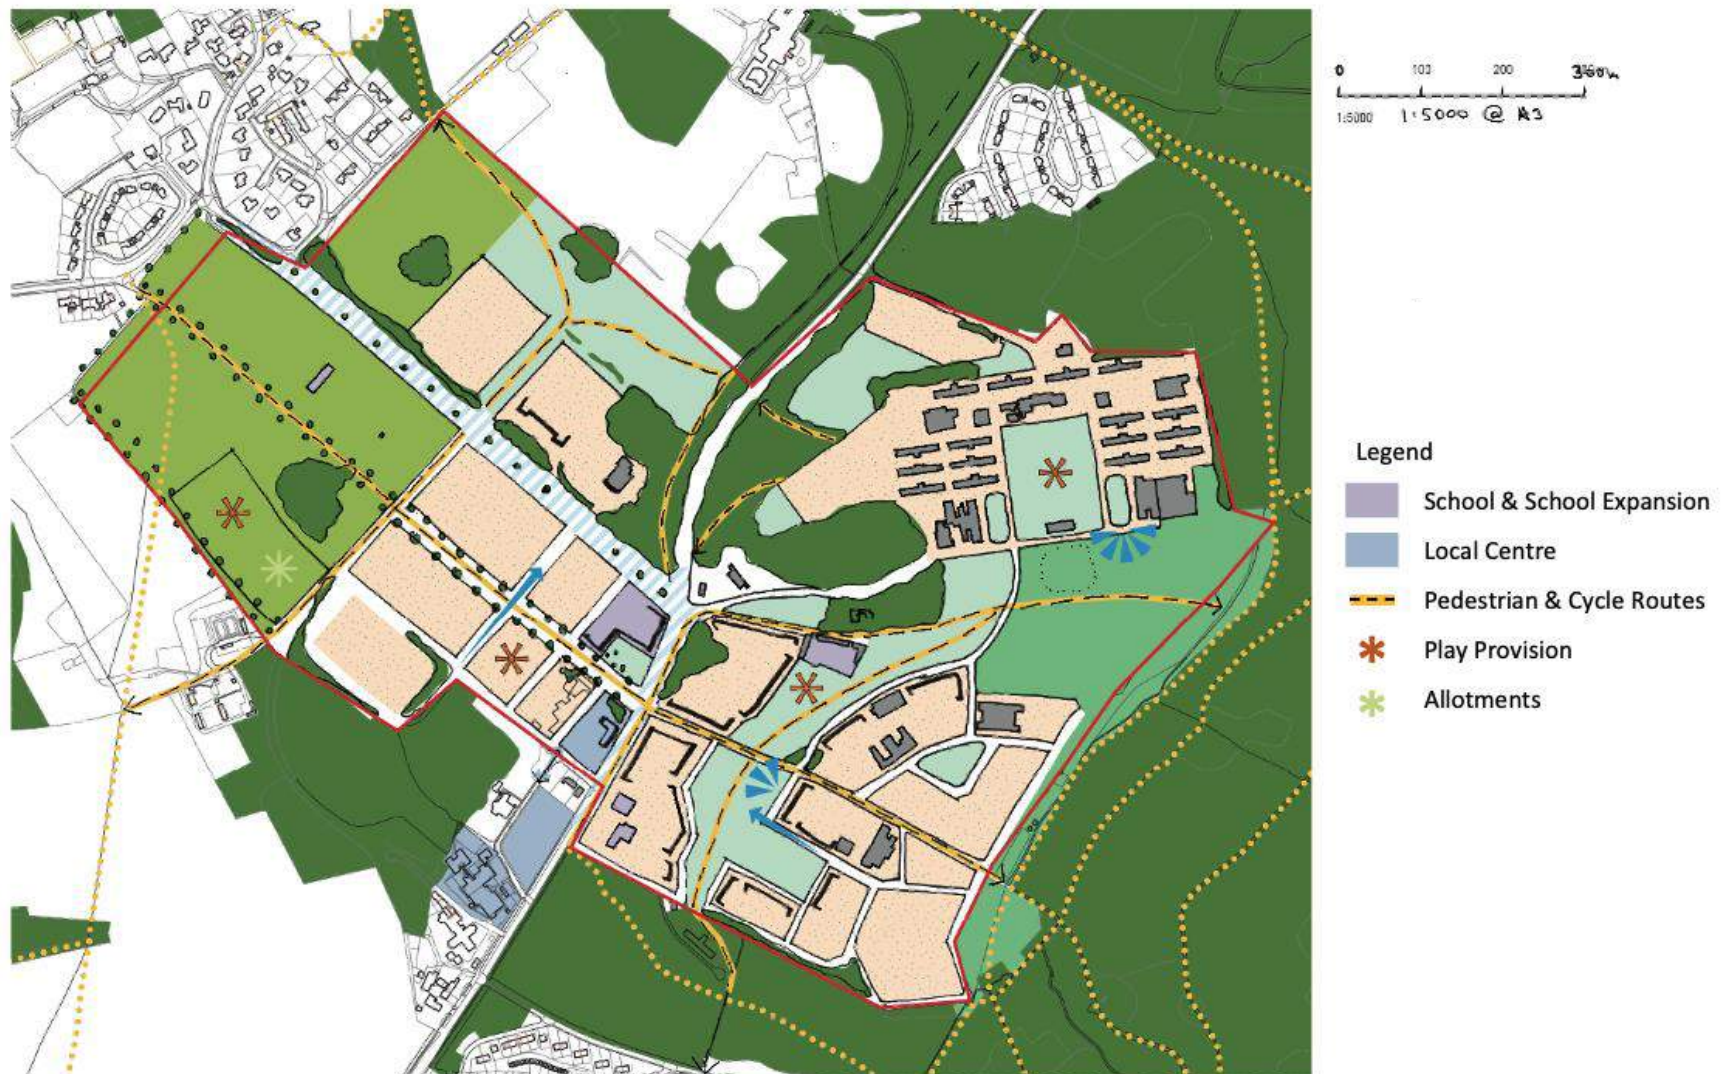 0 100 200 300m
1:5000 1:5000 @ A3
Legend
School & School Expansion
Local Centre
Pedestrian & Cycle Routes
Play Provision
Allotments